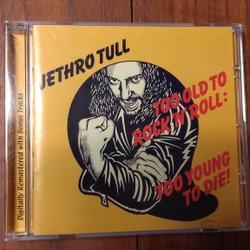 JETHRO TULL
TOO OLD TO
ROCK 'N' ROLL:
TOO YOUNG
TO DIE!
Digitally Remastered with Bonus Tracks